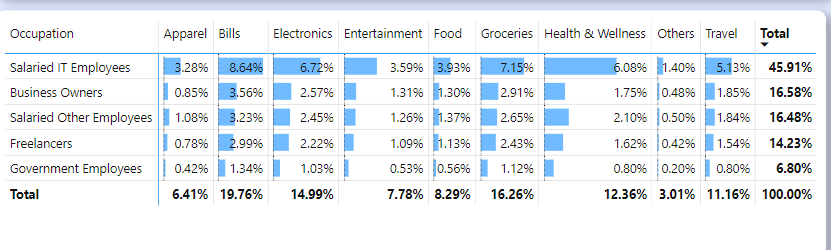 Occupation Apparel Bills Electronics Entertainment Food Groceries Health & Wellness Others Travel Total
Salaried IT Employees 3.28% 8.64% 6.72% 3.59% 3.93% 7.15% 6.08% 1.40% 5.13% 45.91%
Business Owners 0.85% 3.56% 2.57% 1.31% 1.30% 2.91% 1.75% 0.48% 1.85% 16.58%
Salaried Other Employees 1.08% 3.23% 2.45% 1.26% 1.37% 2.65% 2.10% 0.50% 1.84% 16.48%
Freelancers 0.78% 2.99% 2.22% 1.09% 1.13% 2.43% 1.62% 0.42% 1.54% 14.23%
Government Employees 0.42% 1.34% 1.03% 0.53% 0.56% 1.12% 0.80% 0.20% 0.80% 6.80%
Total 6.41% 19.76% 14.99% 7.78% 8.29% 16.26% 12.36% 3.01% 11.16% 100.00%